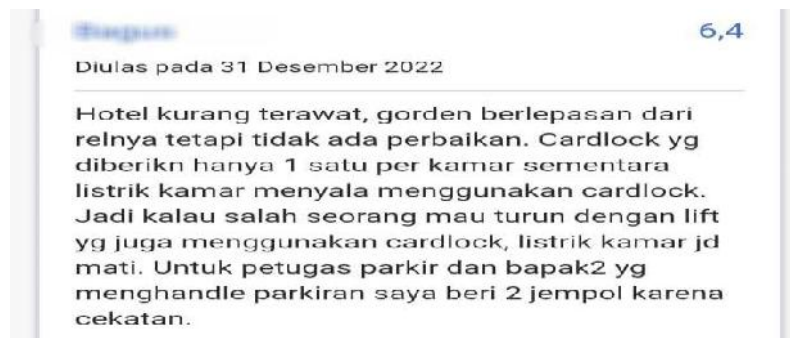 6,4
Diulas pada 31 Desember 2022
Hotel kurang terawat, gorden berlepasan dari
relnya tetapi tidak ada perbaikan. Cardlock yg
diberikn hanya 1 satu per kamar sementara
listrik kamar menyala menggunakan cardlock.
Jadi kalau salah seorang mau turun dengan lift
yg juga menggunakan cardlock, listrik kamar jd
mati. Untuk petugas parkir dan bapak2 yg
menghandle parkiran saya beri 2 jempol karena
cekatan.